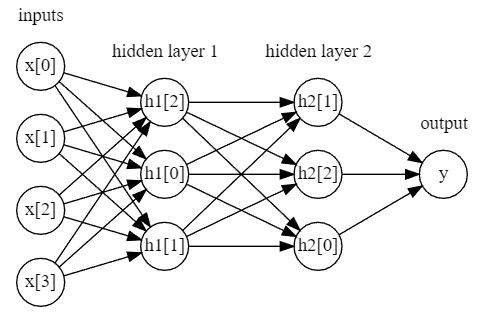 inputs
hidden layer 1
hidden layer 2
output
x[0]
x[1]
x[2]
x[3]
h1[2]
h1[0]
h1[1]
h2[1]
h2[2]
h2[0]
y